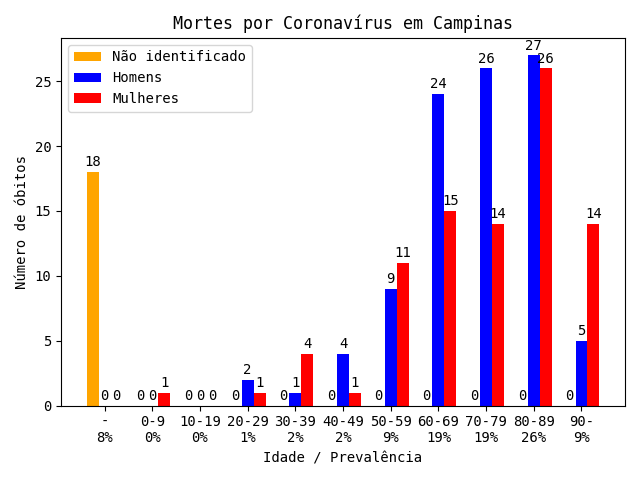 Mortes por Coronavírus em Campinas
Não identificado
Homens
Mulheres
Número de óbitos
25
20
15
10
5
0
18 0 0
0 0 1
0 0 0
0 2 1
0 1 4
0 4 1
0 9 11
0 24 15
0 26 14
0 27 26
0 5 14
- 0-9 10-19 20-29 30-39 40-49 50-59 60-69 70-79 80-89 90-
8% 0% 0% 1% 2% 2% 9% 19% 19% 26% 9%
Idade / Prevalência